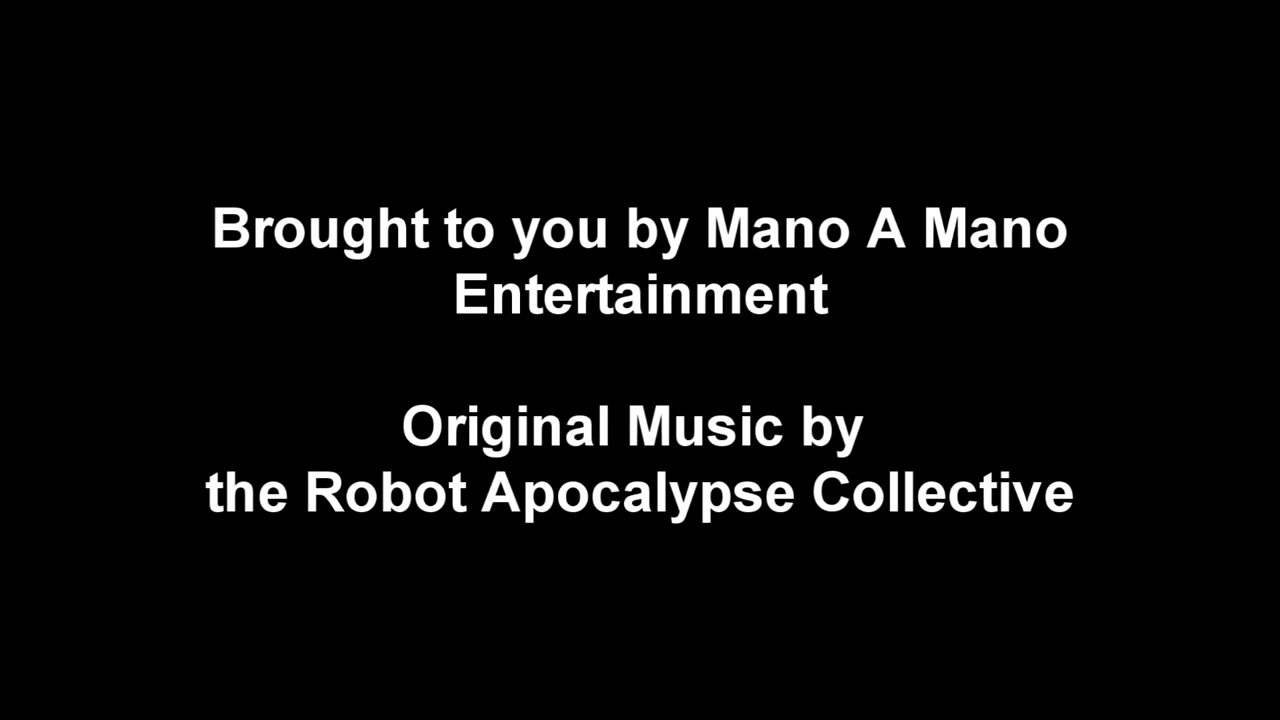 Brought to you by Mano A Mano
Entertainment
Original Music by
the Robot Apocalypse Collective